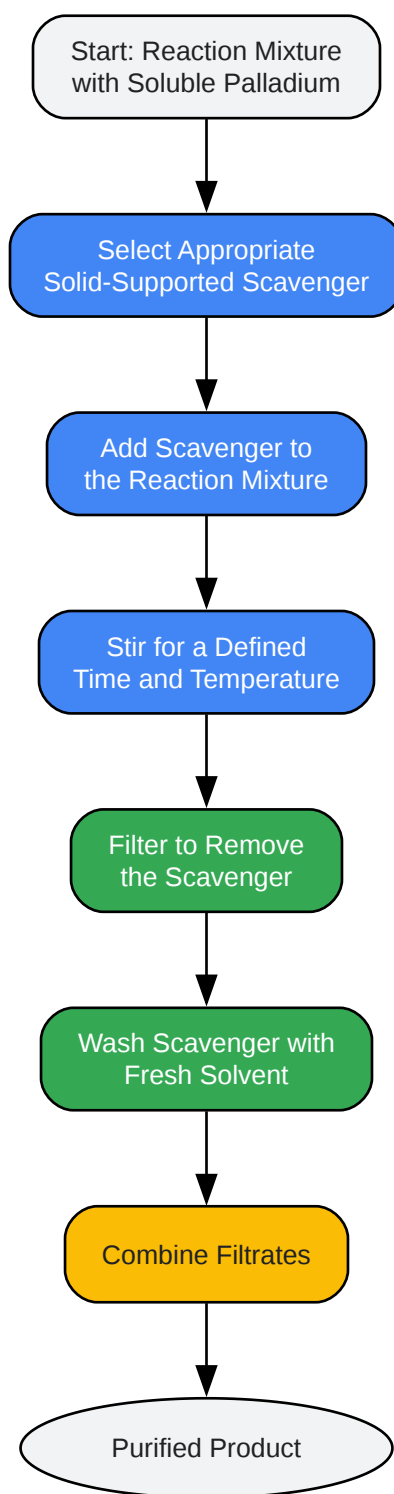 Start: Reaction Mixture
with Soluble Palladium
Select Appropriate
Solid-Supported Scavenger
Add Scavenger to
the Reaction Mixture
Stir for a Defined
Time and Temperature
Filter to Remove
the Scavenger
Wash Scavenger with
Fresh Solvent
Combine Filtrates
Purified Product